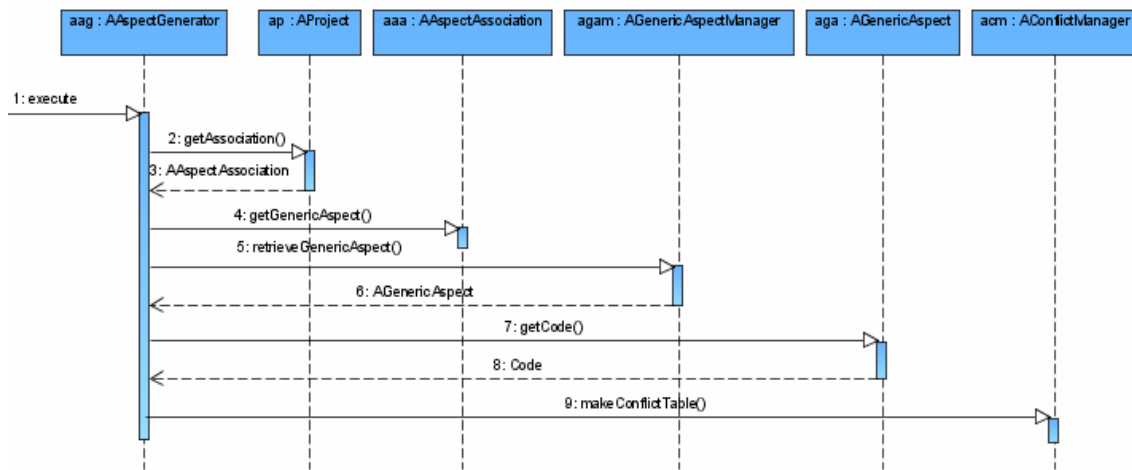 aag : AAspectGenerator
ap : AProject
aaa : AAspectAssociation
agam : AGenericAspectManager
aga : AGenericAspect
acm : AConflictManager
1: execute
2: getAssociation()
3: AAspectAssociation
4: getGenericAspect()
5: retrieveGenericAspect()
6: AGenericAspect
7: getCode()
8: Code
9: makeConflictTable()